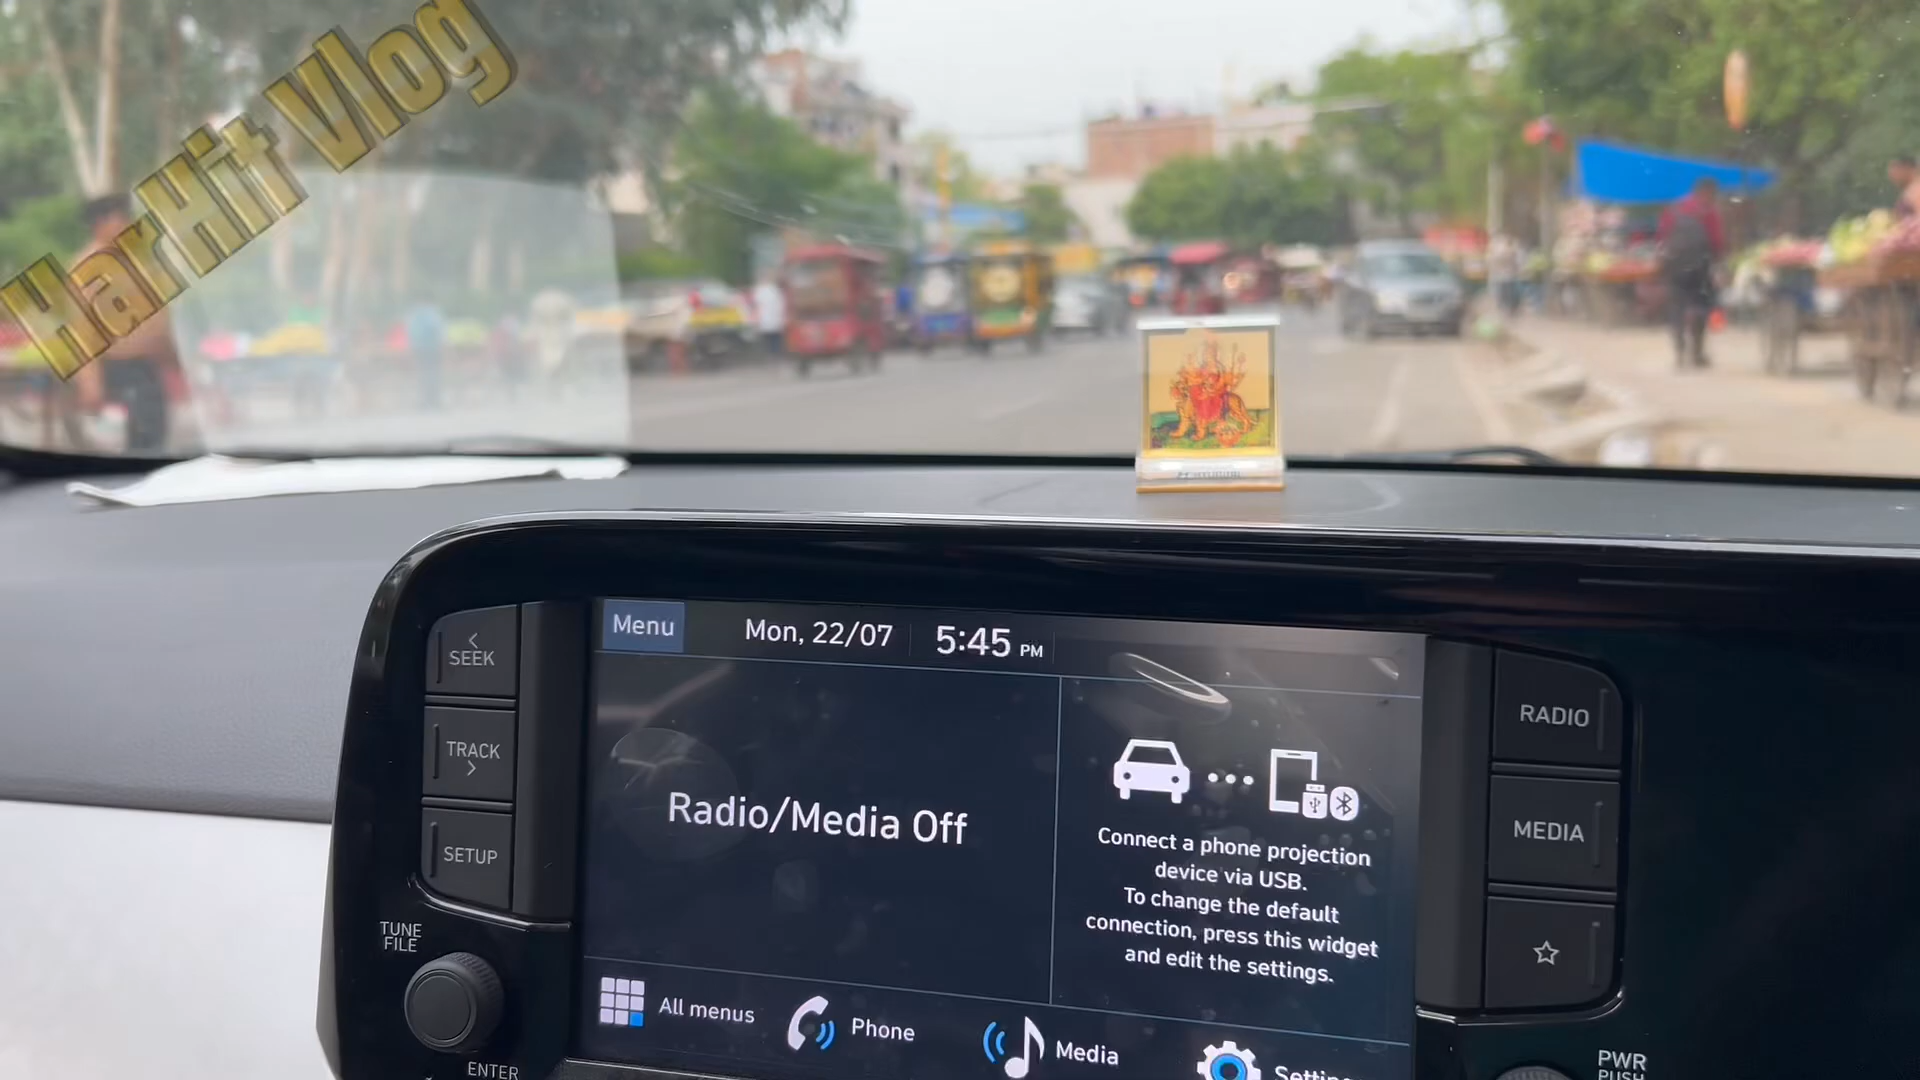 HarHit Vlog
Menu
Mon, 22/07
5:45 PM
Radio/Media Off
Connect a phone projection
device via USB.
To change the default
connection, press this widget
and edit the settings.
All menus
Phone
Media
SEEK
TRACK
SETUP
TUNE
FILE
ENTER
RADIO
MEDIA
PWR
PUSH